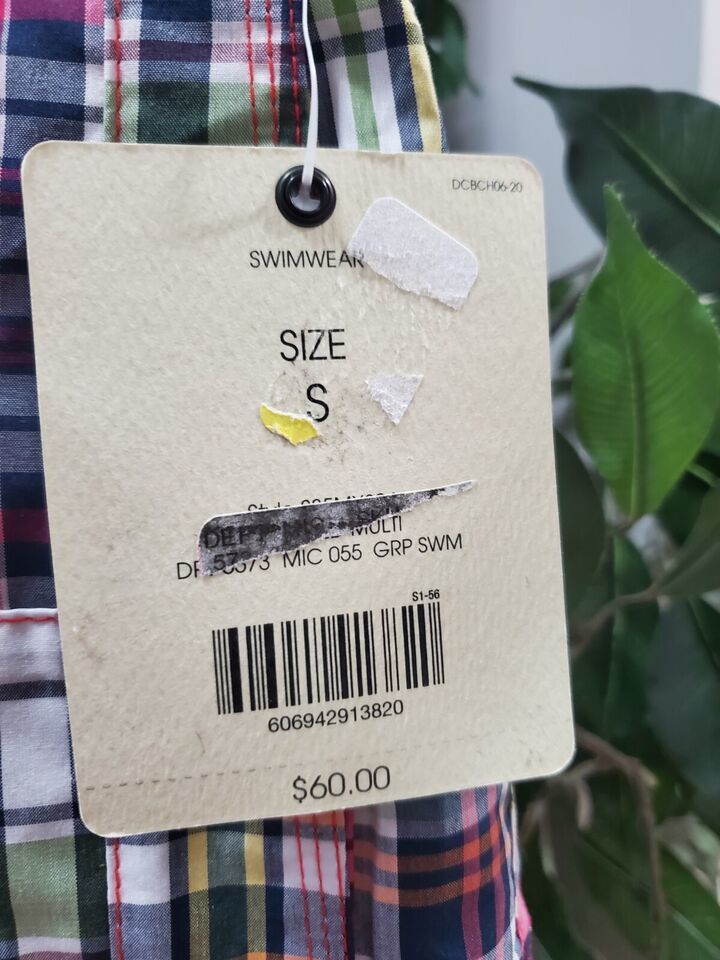 DCBCH06-20
SWIMWEAR
SIZE
S
MULTI
MIC 055 GRP SWM
S1-56
606942913820
$60.00